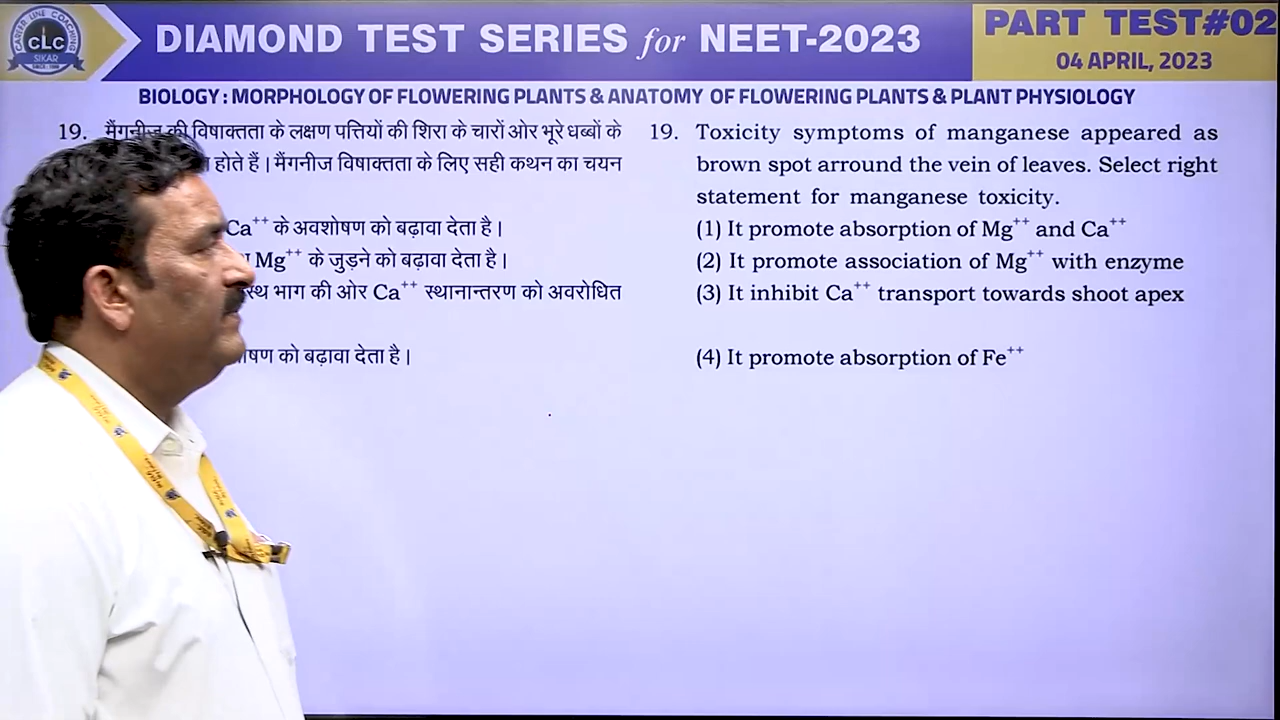 CAREER LINE COACHING
CLC
SIKAR
DIAMOND TEST SERIES for NEET-2023
PART TEST#02
04 APRIL, 2023
BIOLOGY : MORPHOLOGY OF FLOWERING PLANTS & ANATOMY OF FLOWERING PLANTS & PLANT PHYSIOLOGY
19. मैंगनीज की विषाक्तता के लक्षण पत्तियों की शिरा के चारों ओर भूरे धब्बों के
होते हैं। मैंगनीज विषाक्तता के लिए सही कथन का चयन
Ca⁺⁺ के अवशोषण को बढ़ावा देता है।
Mg⁺⁺ के जुड़ने को बढ़ावा देता है।
भाग की ओर Ca⁺⁺ स्थानान्तरण को अवरोधित
को बढ़ावा देता है।
19. Toxicity symptoms of manganese appeared as
brown spot arround the vein of leaves. Select right
statement for manganese toxicity.
(1) It promote absorption of Mg⁺⁺ and Ca⁺⁺
(2) It promote association of Mg⁺⁺ with enzyme
(3) It inhibit Ca⁺⁺ transport towards shoot apex
(4) It promote absorption of Fe⁺⁺